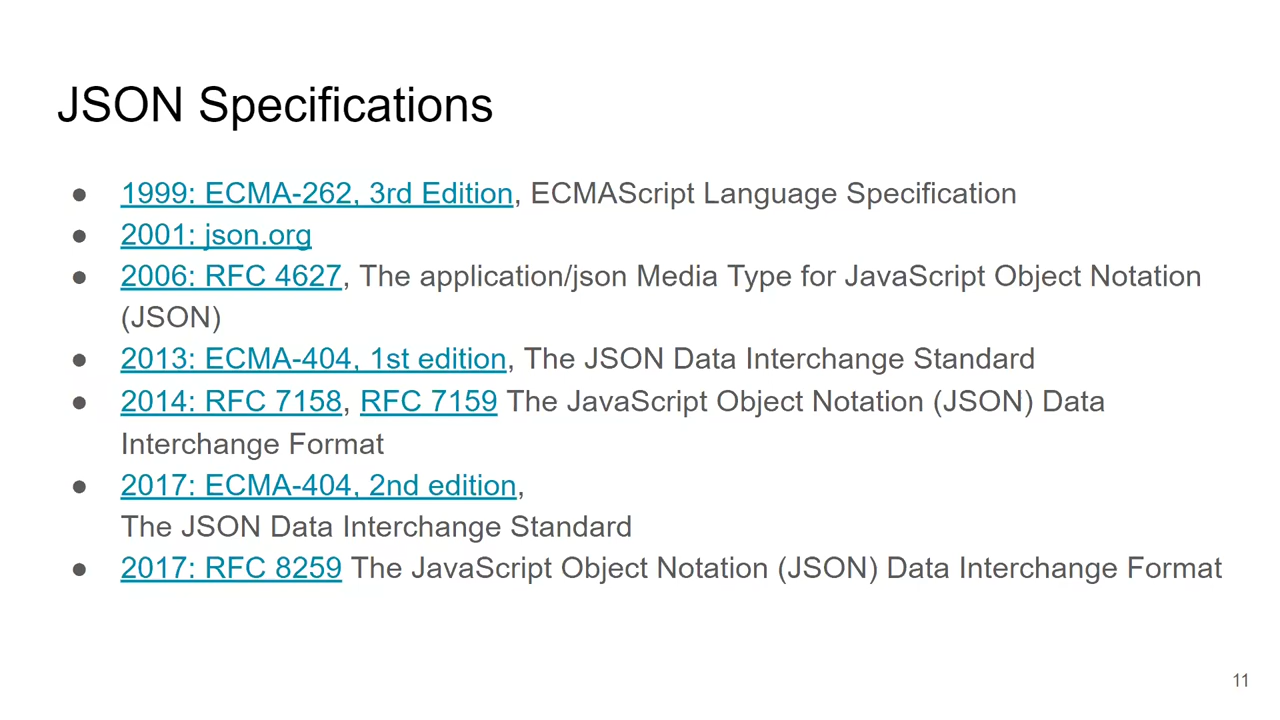 JSON Specifications
● 1999: ECMA-262, 3rd Edition, ECMAScript Language Specification
● 2001: json.org
● 2006: RFC 4627, The application/json Media Type for JavaScript Object Notation
(JSON)
● 2013: ECMA-404, 1st edition, The JSON Data Interchange Standard
● 2014: RFC 7158, RFC 7159 The JavaScript Object Notation (JSON) Data
Interchange Format
● 2017: ECMA-404, 2nd edition,
The JSON Data Interchange Standard
● 2017: RFC 8259 The JavaScript Object Notation (JSON) Data Interchange Format
11